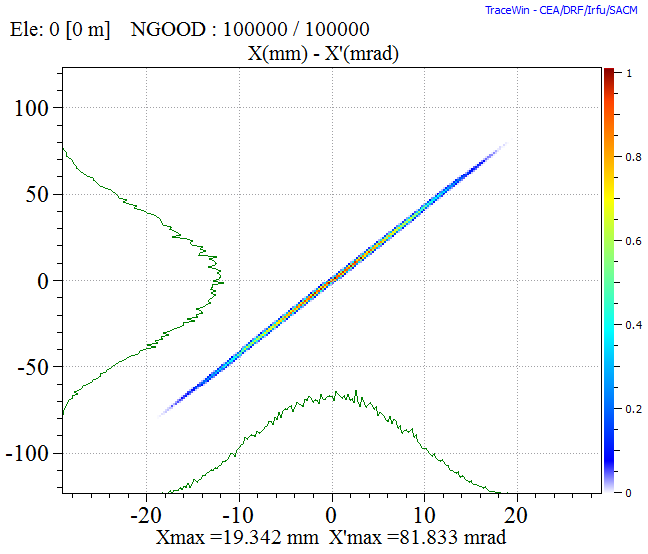 TraceWin - CEA/DRF/Irfu/SACM
Ele: 0 [0 m] NGOOD : 100000 / 100000
X(mm) - X'(mrad)
1
100
0.8
50
0.6
0
0.4
-50
0.2
-100
0
-20 -10 0 10 20
Xmax =19.342 mm X'max =81.833 mrad